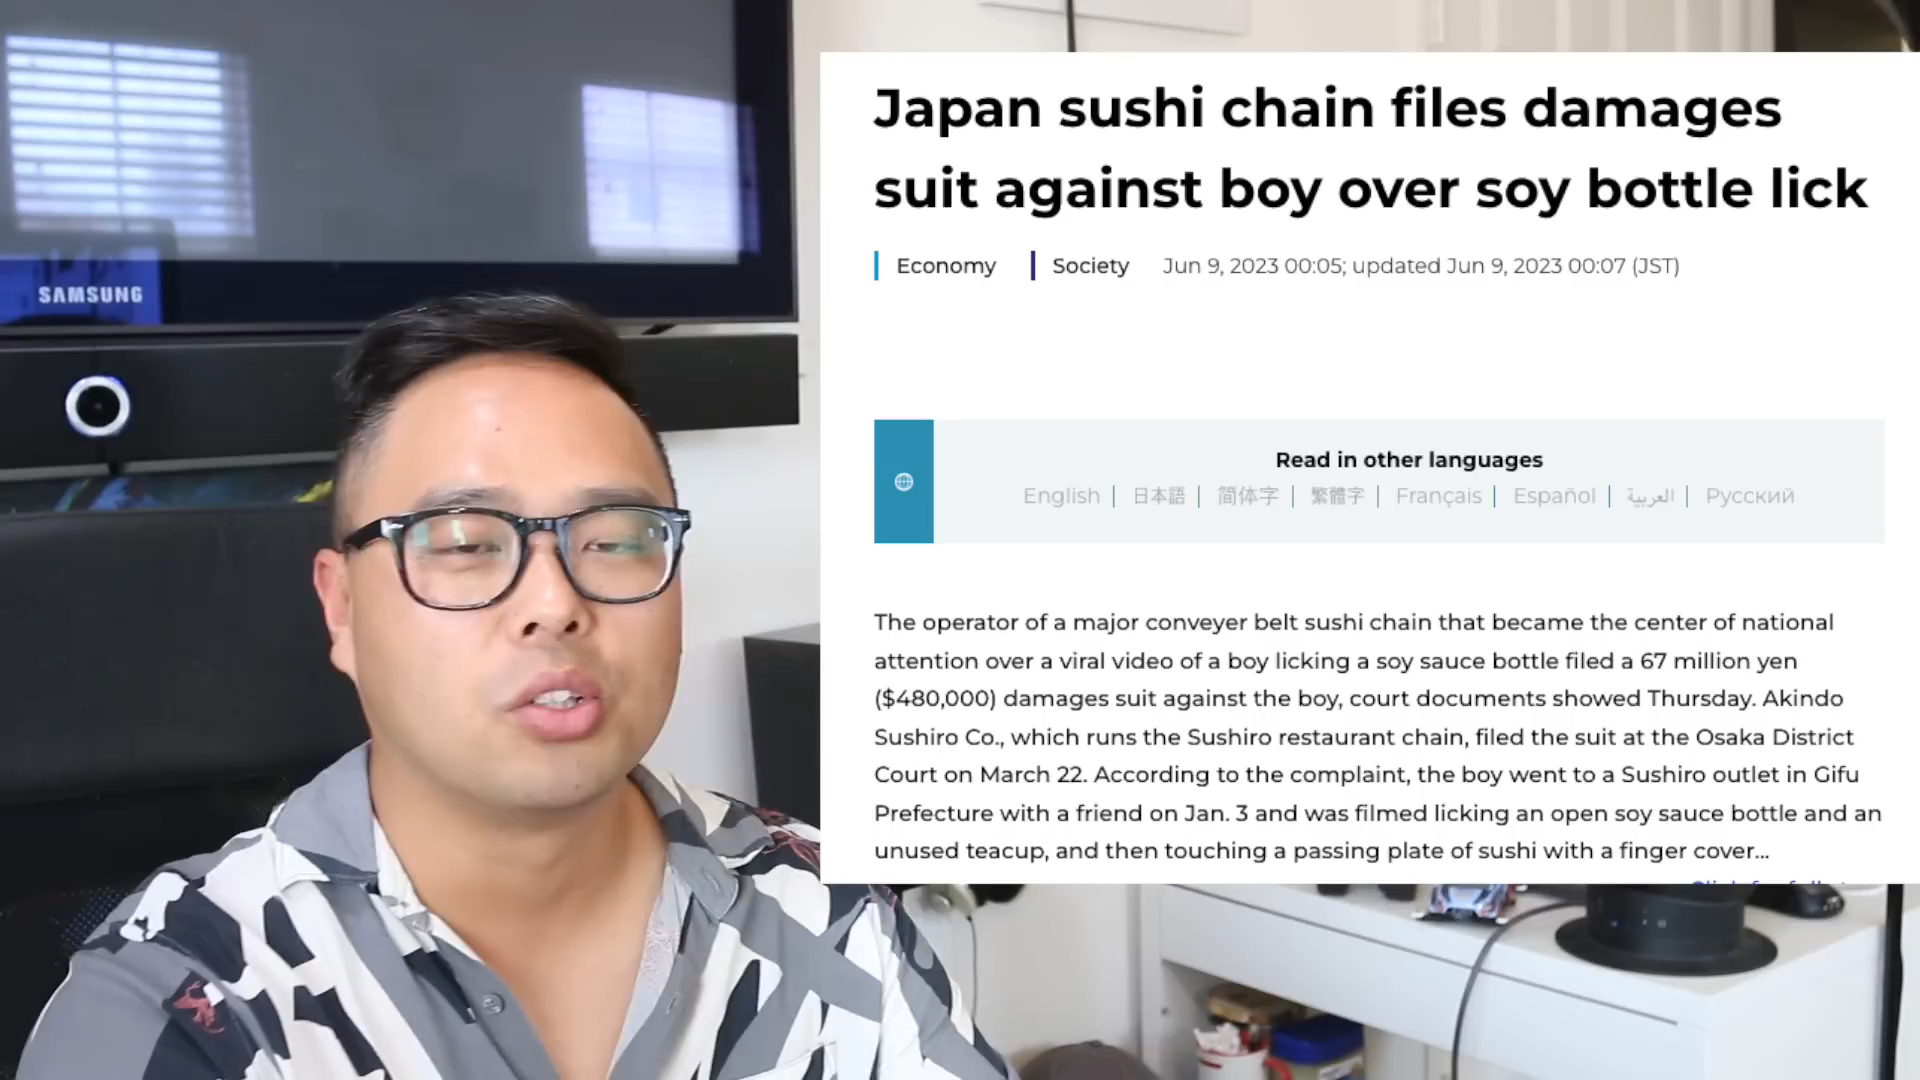 SAMSUNG
Japan sushi chain files damages
suit against boy over soy bottle lick
Economy Society Jun 9, 2023 00:05; updated Jun 9, 2023 00:07 (JST)
Read in other languages
English | 日本語 | 简体字 | 繁體字 | Français | Español | العربية | Русский
The operator of a major conveyer belt sushi chain that became the center of national
attention over a viral video of a boy licking a soy sauce bottle filed a 67 million yen
($480,000) damages suit against the boy, court documents showed Thursday. Akindo
Sushiro Co., which runs the Sushiro restaurant chain, filed the suit at the Osaka District
Court on March 22. According to the complaint, the boy went to a Sushiro outlet in Gifu
Prefecture with a friend on Jan. 3 and was filmed licking an open soy sauce bottle and an
unused teacup, and then touching a passing plate of sushi with a finger cover...